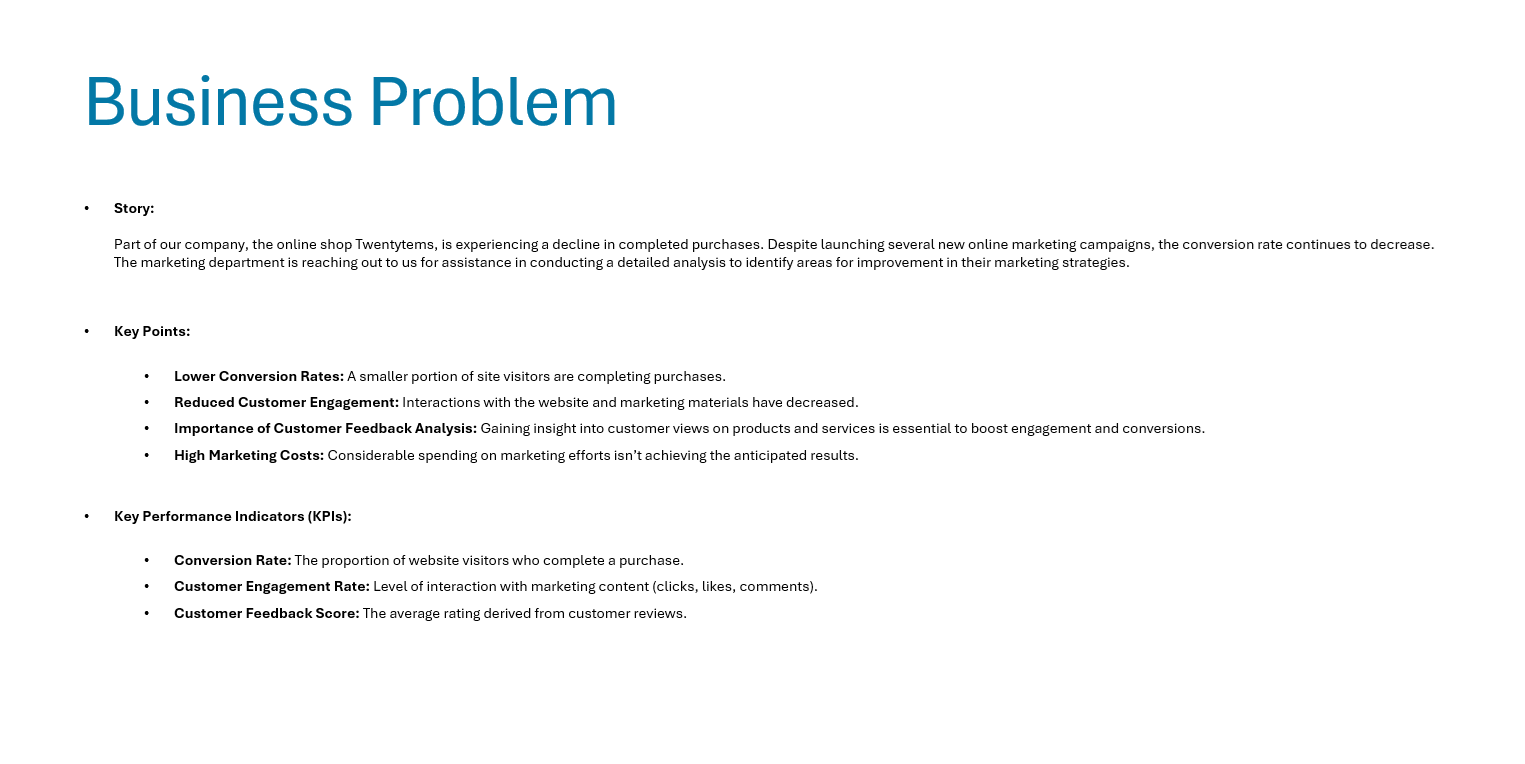 Business Problem
• Story:
Part of our company, the online shop Twentytems, is experiencing a decline in completed purchases. Despite launching several new online marketing campaigns, the conversion rate continues to decrease.
The marketing department is reaching out to us for assistance in conducting a detailed analysis to identify areas for improvement in their marketing strategies.
• Key Points:
• Lower Conversion Rates: A smaller portion of site visitors are completing purchases.
• Reduced Customer Engagement: Interactions with the website and marketing materials have decreased.
• Importance of Customer Feedback Analysis: Gaining insight into customer views on products and services is essential to boost engagement and conversions.
• High Marketing Costs: Considerable spending on marketing efforts isn’t achieving the anticipated results.
• Key Performance Indicators (KPIs):
• Conversion Rate: The proportion of website visitors who complete a purchase.
• Customer Engagement Rate: Level of interaction with marketing content (clicks, likes, comments).
• Customer Feedback Score: The average rating derived from customer reviews.